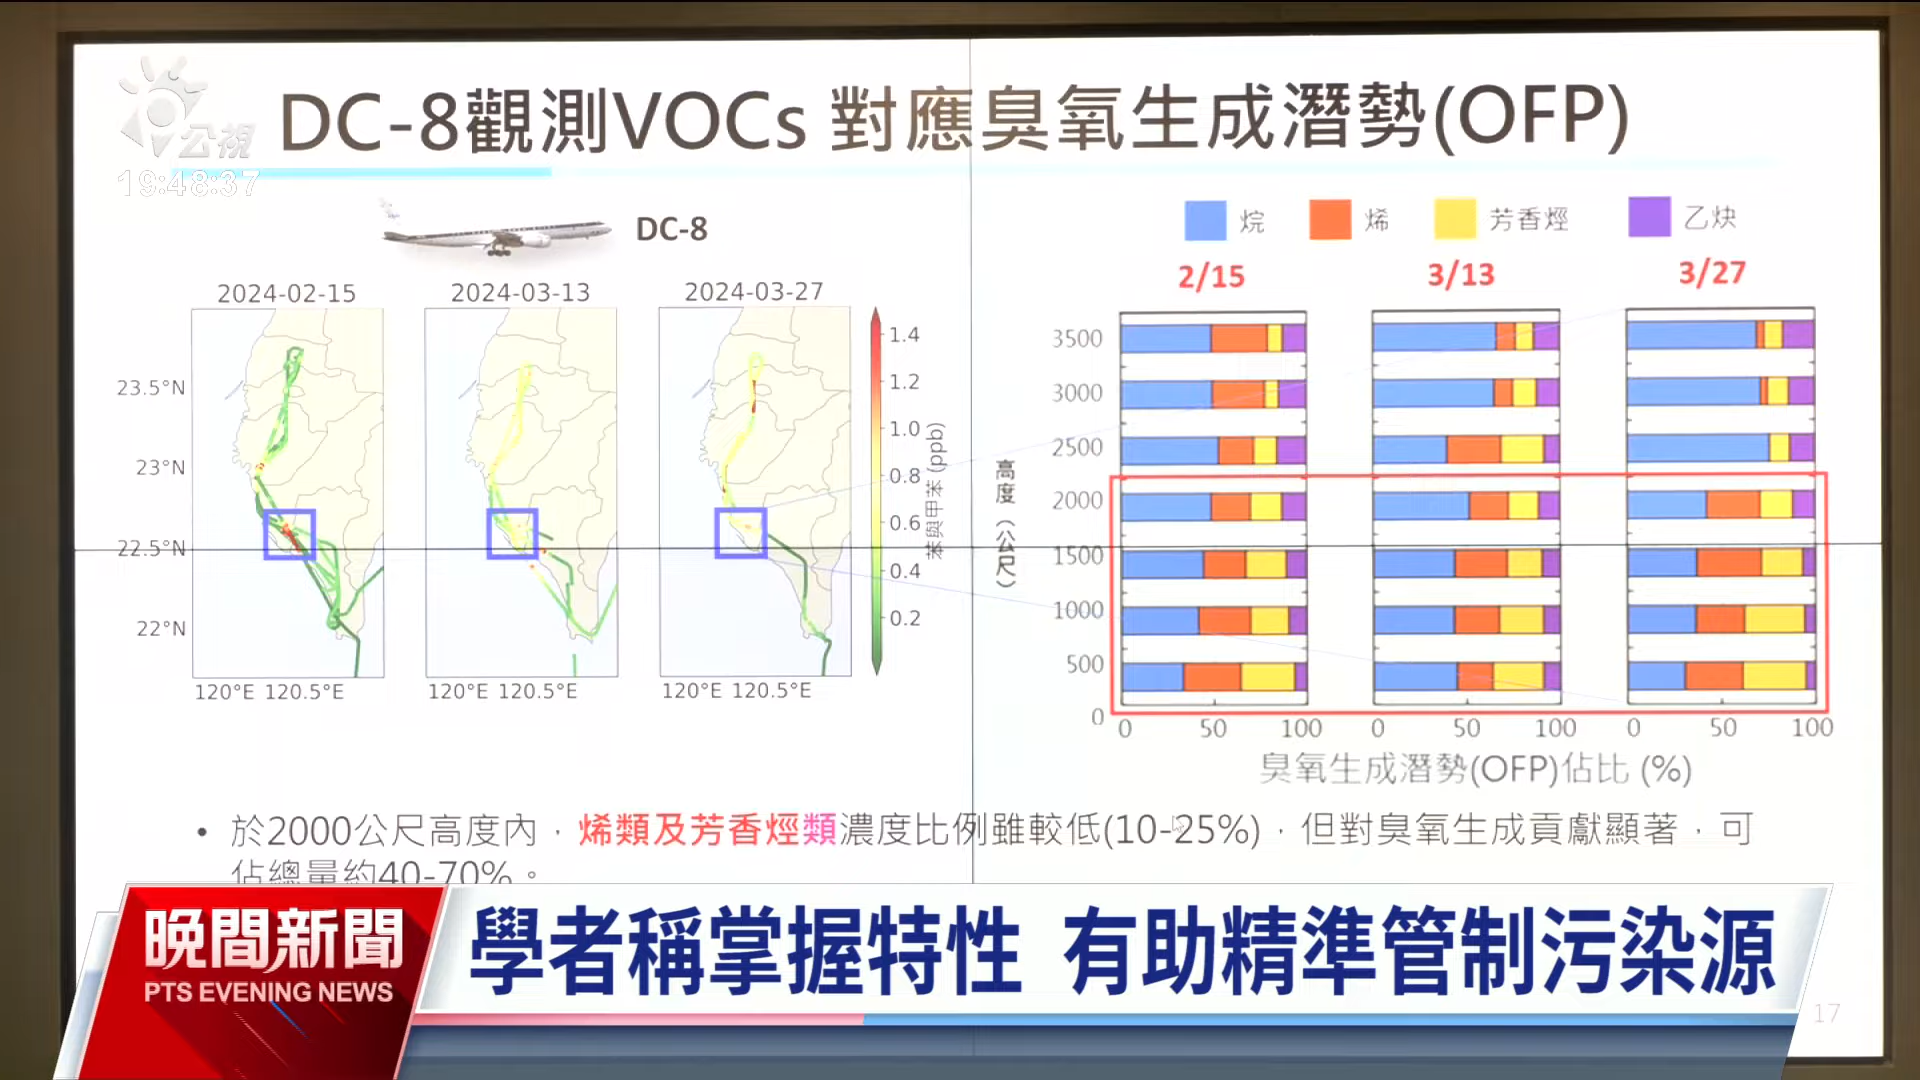 DC-8觀測VOCs 對應臭氧生成潛勢(OFP)
公視
19:48:37
DC-8
2024-02-15
2024-03-13
2024-03-27
23.5°N
23°N
22.5°N
22°N
120°E 120.5°E
120°E 120.5°E
120°E 120.5°E
1.4
1.2
1.0
0.8
0.6
0.4
0.2
苯與甲苯 (ppb)
烷
烯
芳香烴
乙炔
2/15
3/13
3/27
高度（公尺）
3500
3000
2500
2000
1500
1000
500
0
0 50 100
0 50 100
0 50 100
臭氧生成潛勢(OFP)佔比 (%)
• 於2000公尺高度內，烯類及芳香烴類濃度比例雖較低(10-25%)，但對臭氧生成貢獻顯著，可
佔總量約40-70%。
晚間新聞
PTS EVENING NEWS
學者稱掌握特性 有助精準管制污染源
17